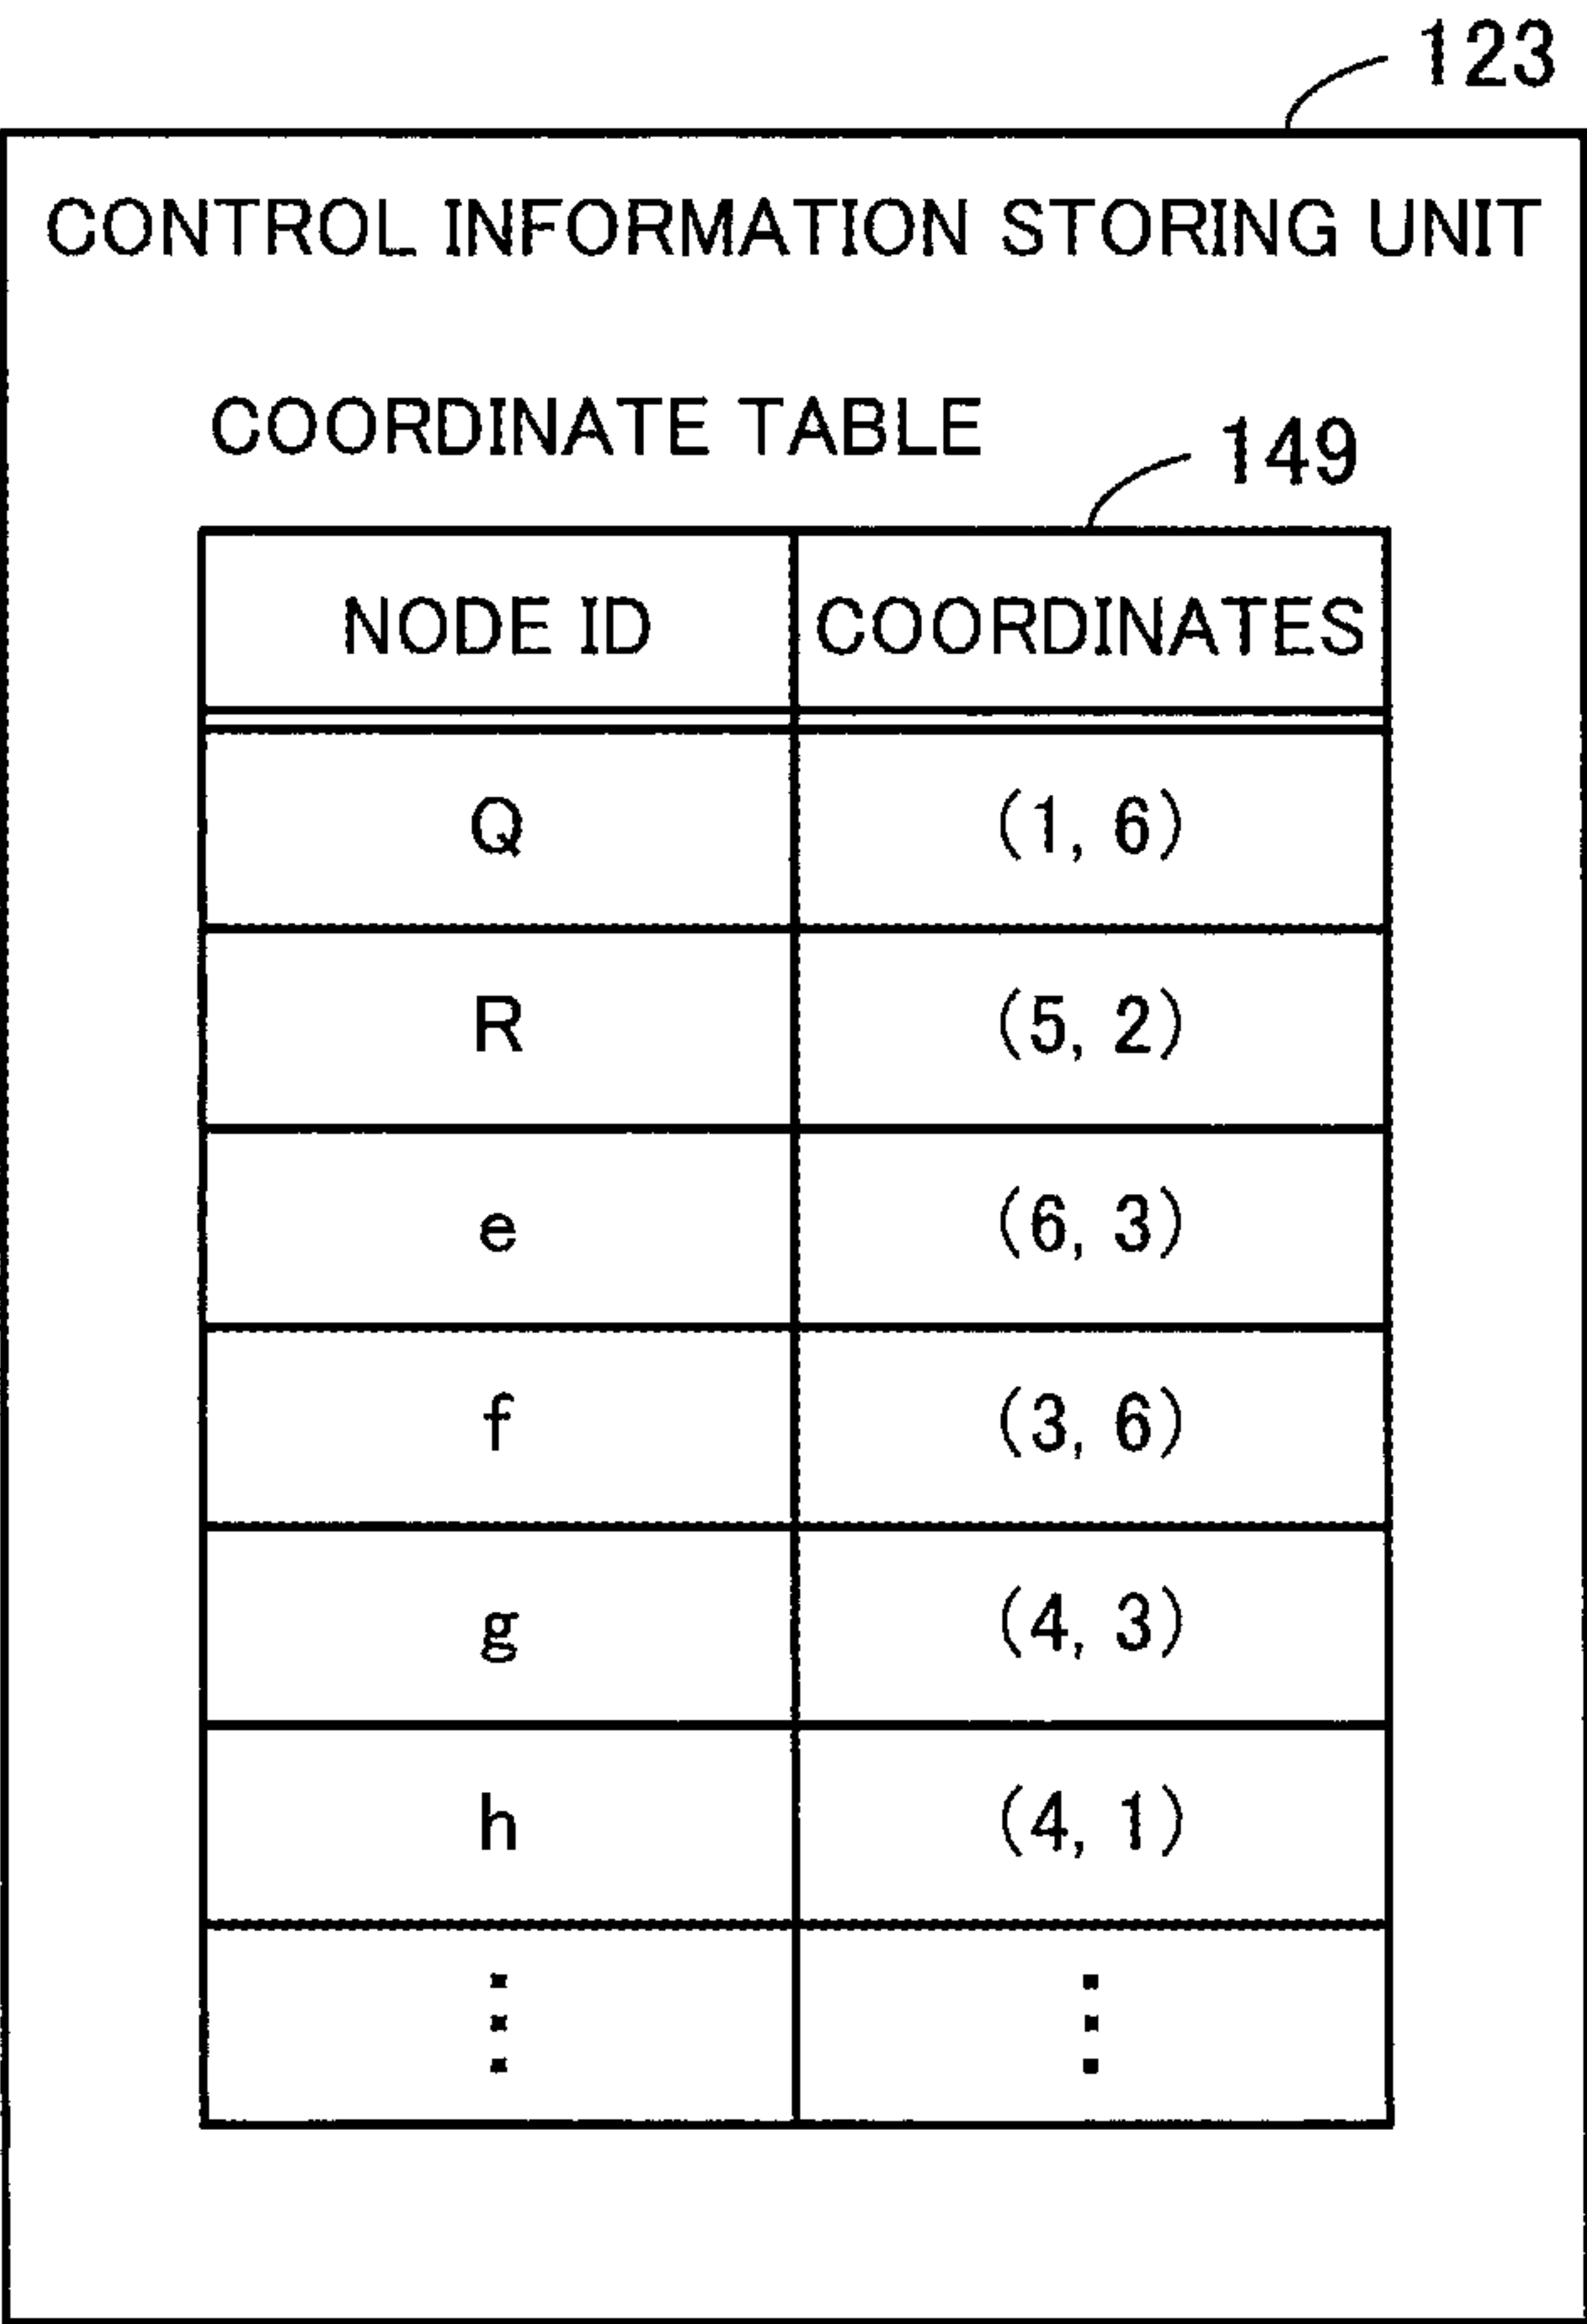 123
CONTROL INFORMATION STORING UNIT
COORDINATE TABLE
149
NODE ID COORDINATES
Q (1, 6)
R (5, 2)
e (6, 3)
f (3, 6)
g (4, 3)
h (4, 1)
⋮ ⋮